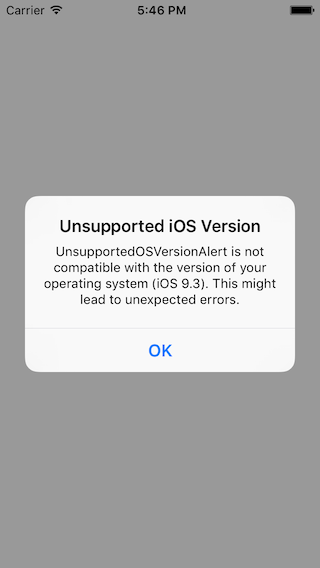 Carrier 5:46 PM
Unsupported iOS Version
UnsupportedOSVersionAlert is not
compatible with the version of your
operating system (iOS 9.3). This might
lead to unexpected errors.
OK